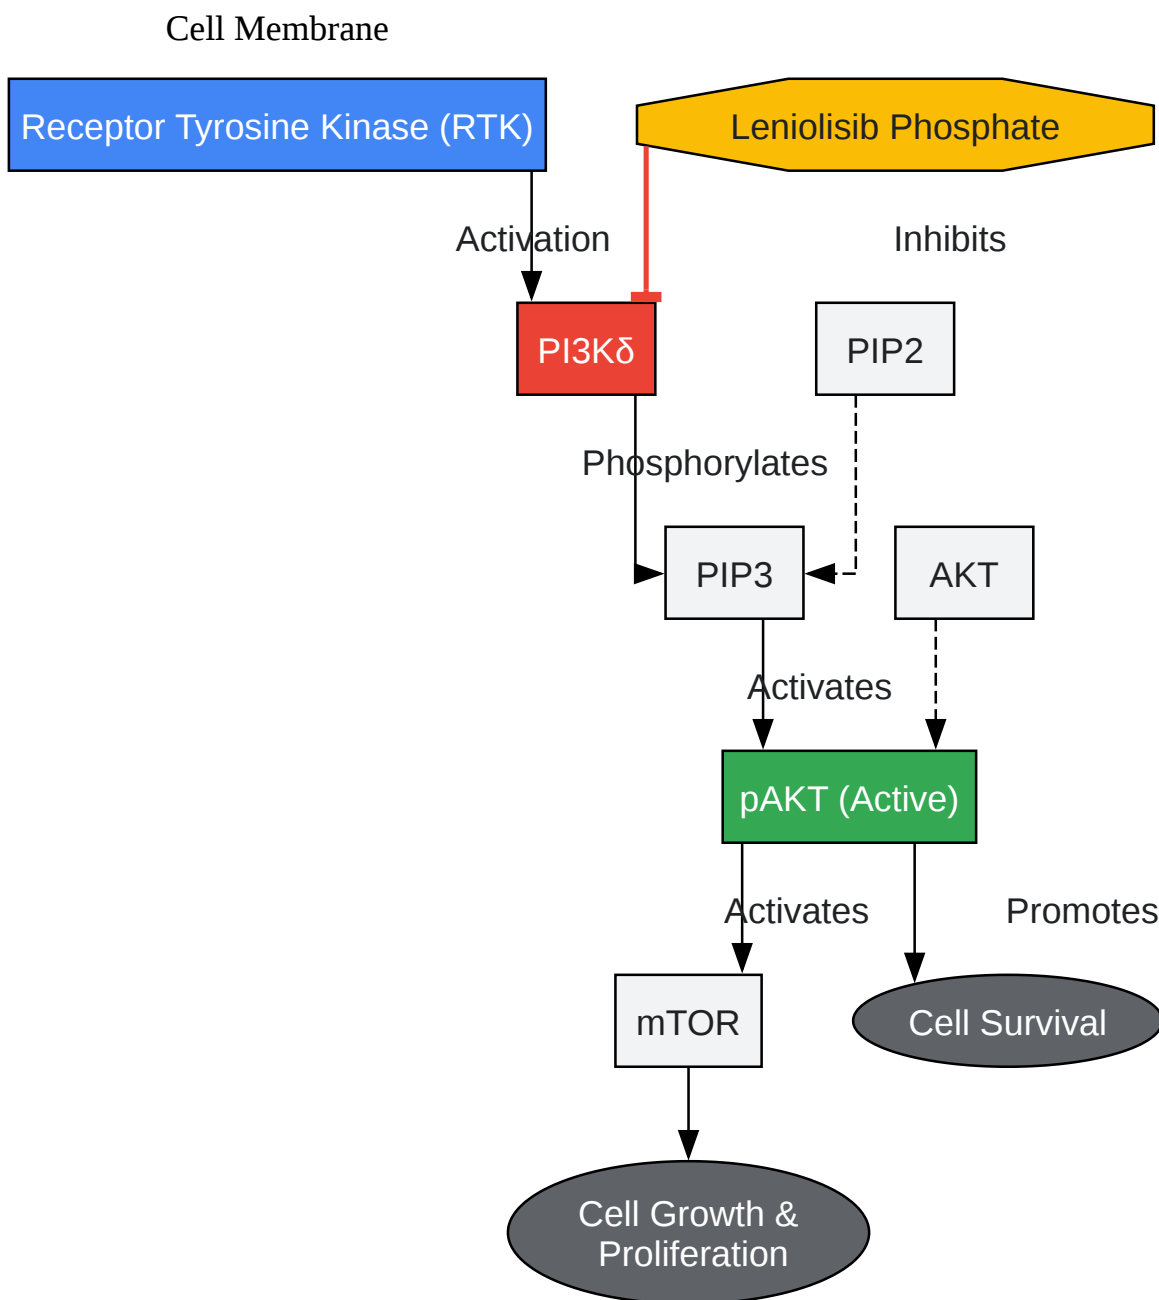 Cell Membrane
Receptor Tyrosine Kinase (RTK)
Leniolisib Phosphate
Activation
Inhibits
PI3Kδ
PIP2
Phosphorylates
PIP3
AKT
Activates
pAKT (Active)
Activates
Promotes
mTOR
Cell Survival
Cell Growth &
Proliferation